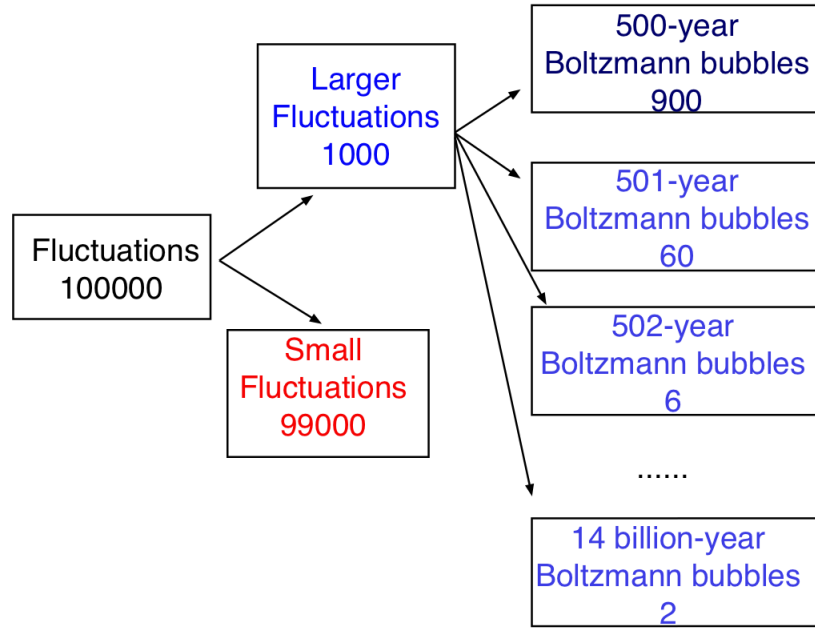 Fluctuations
100000
Larger
Fluctuations
1000
Small
Fluctuations
99000
500-year
Boltzmann bubbles
900
501-year
Boltzmann bubbles
60
502-year
Boltzmann bubbles
6
......
14 billion-year
Boltzmann bubbles
2